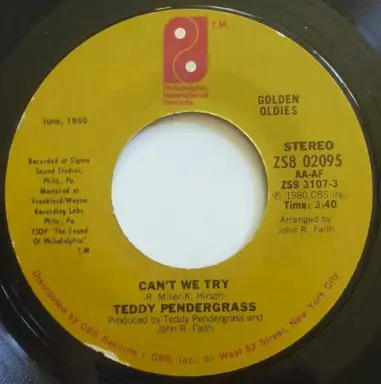 T.M.
Philadelphia
International
Records
GOLDEN
OLDIES
June, 1980
STEREO
ZS8 02095
AA-AF
ZS9 3107-3
℗ 1980 CBS Inc.
Time: 3:40
Arranged by
John R. Faith
Recorded at Sigma
Sound Studios,
Phila., Pa.
Mastered at
Frankford/Wayne
Recording Labs,
Phila., Pa.
TSOP "The Sound
Of Philadelphia"
T.M
CAN'T WE TRY
-R. Miller-K. Hirsch-
TEDDY PENDERGRASS
Produced by Teddy Pendergrass and
John R. Faith
Distributed by CBS Records / CBS, Inc., 51 West 52 Street, New York City